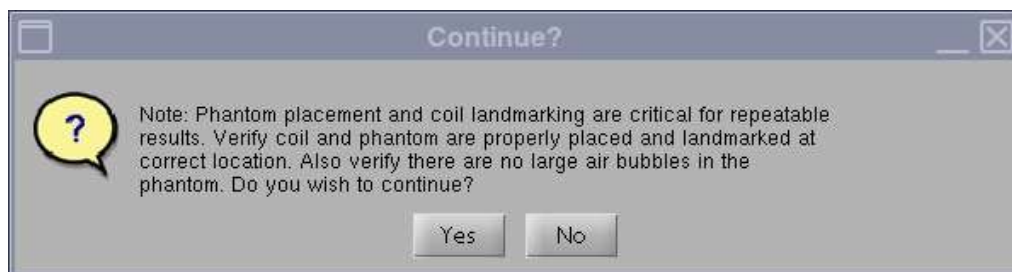 Continue?
Note: Phantom placement and coil landmarking are critical for repeatable
results. Verify coil and phantom are properly placed and landmarked at
correct location. Also verify there are no large air bubbles in the
phantom. Do you wish to continue?
?
Yes No